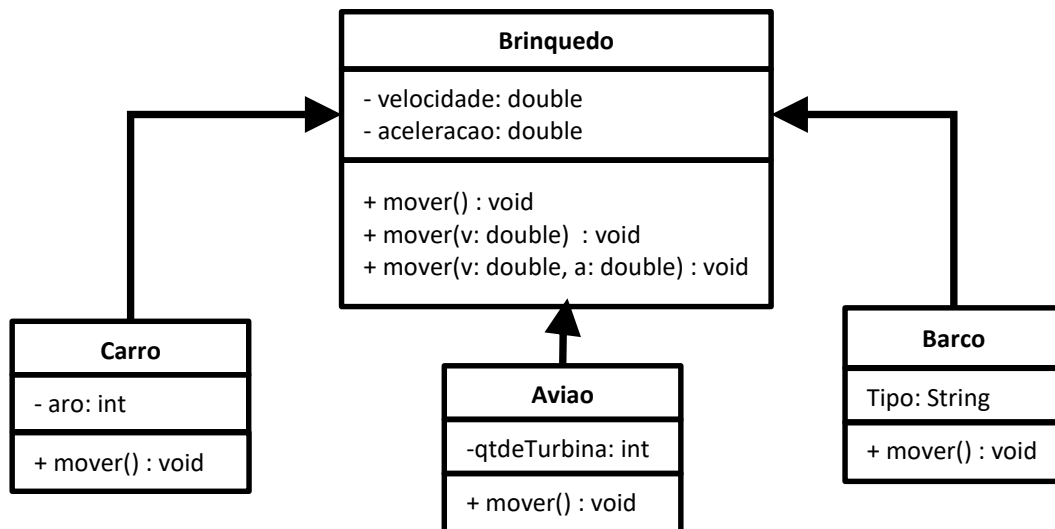 Brinquedo
- velocidade: double
- aceleracao: double
+ mover() : void
+ mover(v: double)  : void
+ mover(v: double, a: double) : void
Carro
- aro: int
+ mover() : void
Aviao
-qtdeTurbina: int
+ mover() : void
Barco
Tipo: String
+ mover() : void